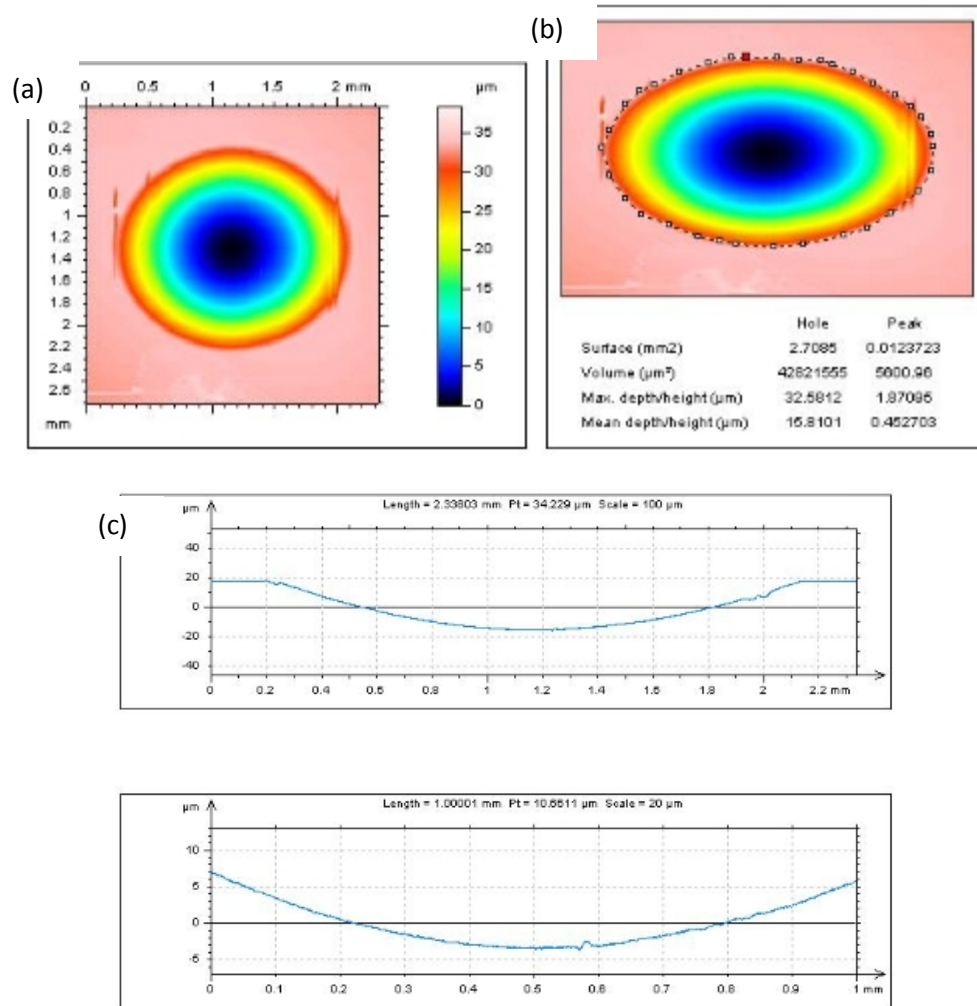 (a)
0 0.5 1 1.5 2 mm
µm
0.2
0.4
0.6
0.8
1
1.2
1.4
1.6
1.8
2
2.2
2.4
2.6
mm
35
30
25
20
15
10
5
0
(b)
Hole Peak
Surface (mm2) 2.7085 0.0123723
Volume (µm³) 42821555 5600.96
Max. depth/height (µm) 32.5812 1.87085
Mean depth/height (µm) 15.8101 0.452703
(c)
µm Length = 2.33803 mm Pt = 34.229 µm Scale = 100 µm
40
20
0
-20
-40
0 0.2 0.4 0.6 0.8 1 1.2 1.4 1.6 1.8 2 2.2 mm
µm Length = 1.00001 mm Pt = 10.6611 µm Scale = 20 µm
10
5
0
-5
0 0.1 0.2 0.3 0.4 0.5 0.6 0.7 0.8 0.9 1 mm